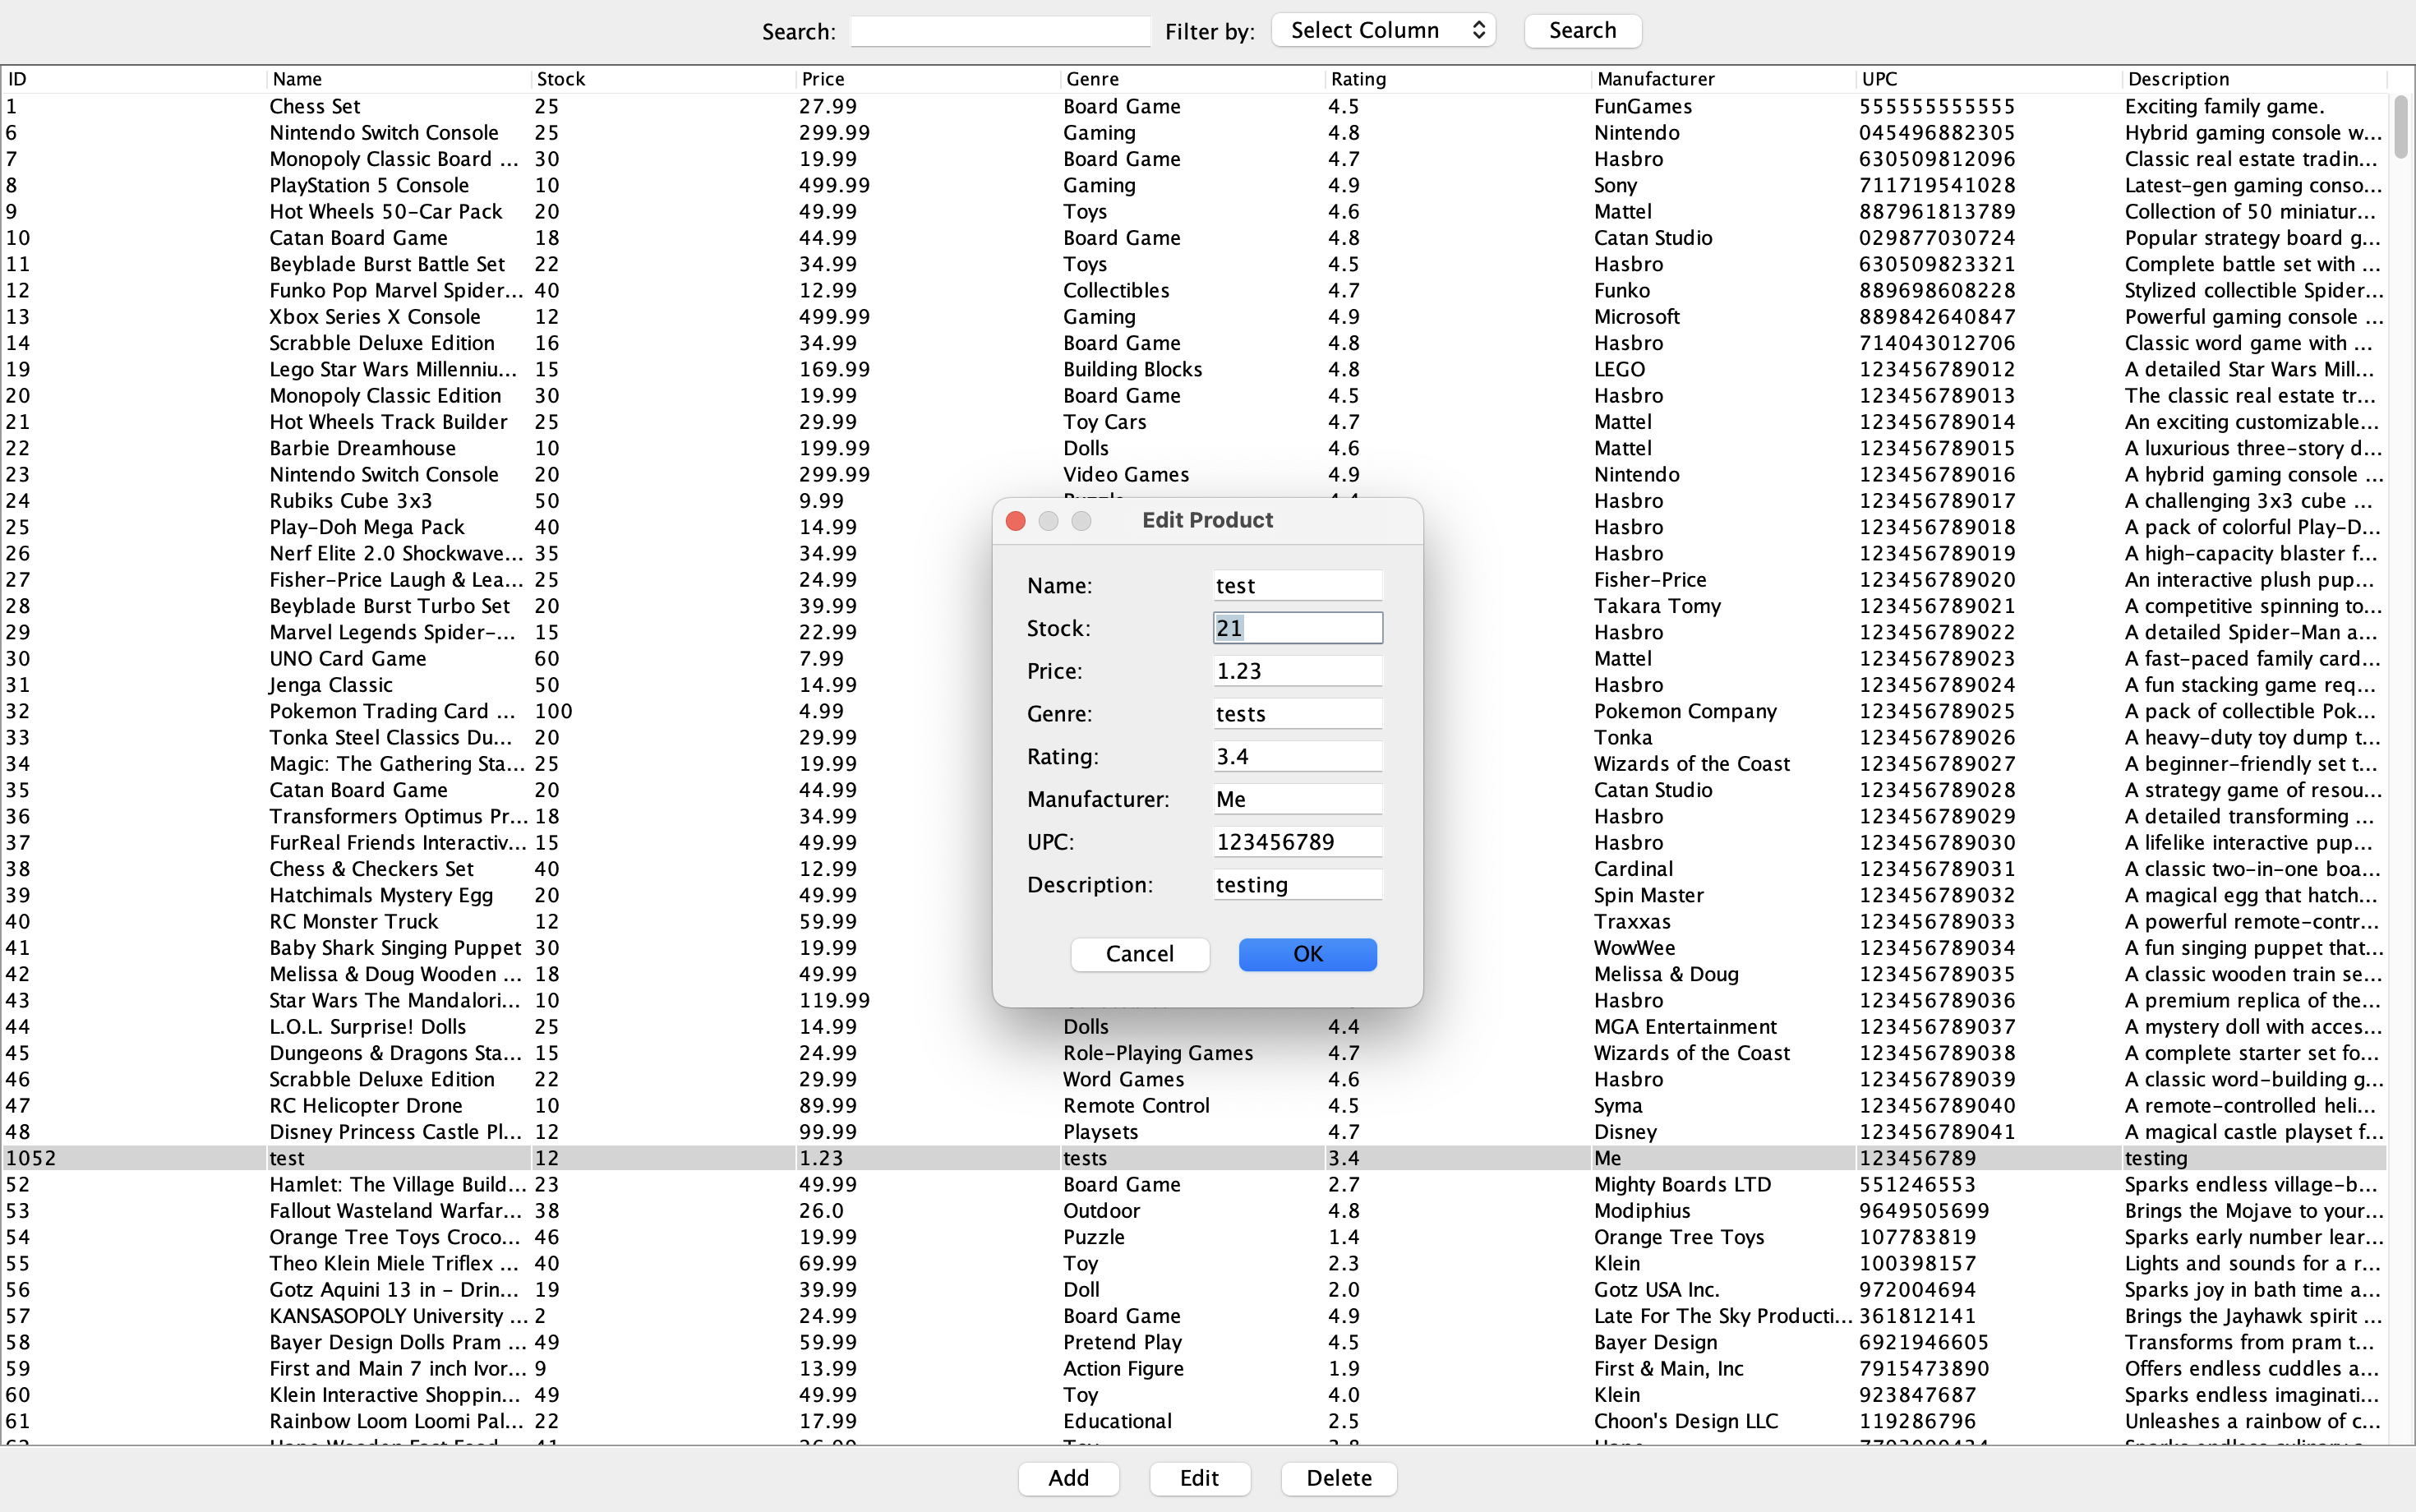 Search: Filter by: Select Column Search
ID Name Stock Price Genre Rating Manufacturer UPC Description
1 Chess Set 25 27.99 Board Game 4.5 FunGames 555555555555 Exciting family game.
6 Nintendo Switch Console 25 299.99 Gaming 4.8 Nintendo 045496882305 Hybrid gaming console w...
7 Monopoly Classic Board ... 30 19.99 Board Game 4.7 Hasbro 630509812096 Classic real estate tradin...
8 PlayStation 5 Console 10 499.99 Gaming 4.9 Sony 711719541028 Latest-gen gaming conso...
9 Hot Wheels 50-Car Pack 20 49.99 Toys 4.6 Mattel 887961813789 Collection of 50 miniatur...
10 Catan Board Game 18 44.99 Board Game 4.8 Catan Studio 029877030724 Popular strategy board g...
11 Beyblade Burst Battle Set 22 34.99 Toys 4.5 Hasbro 630509823321 Complete battle set with ...
12 Funko Pop Marvel Spider... 40 12.99 Collectibles 4.7 Funko 889698608228 Stylized collectible Spider...
13 Xbox Series X Console 12 499.99 Gaming 4.9 Microsoft 889842640847 Powerful gaming console ...
14 Scrabble Deluxe Edition 16 34.99 Board Game 4.8 Hasbro 714043012706 Classic word game with ...
19 Lego Star Wars Millenniu... 15 169.99 Building Blocks 4.8 LEGO 123456789012 A detailed Star Wars Mill...
20 Monopoly Classic Edition 30 19.99 Board Game 4.5 Hasbro 123456789013 The classic real estate tr...
21 Hot Wheels Track Builder 25 29.99 Toy Cars 4.7 Mattel 123456789014 An exciting customizable...
22 Barbie Dreamhouse 10 199.99 Dolls 4.6 Mattel 123456789015 A luxurious three-story d...
23 Nintendo Switch Console 20 299.99 Video Games 4.9 Nintendo 123456789016 A hybrid gaming console ...
24 Rubiks Cube 3x3 50 9.99 Hasbro 123456789017 A challenging 3x3 cube ...
25 Play-Doh Mega Pack 40 14.99 Hasbro 123456789018 A pack of colorful Play-D...
26 Nerf Elite 2.0 Shockwave... 35 34.99 Hasbro 123456789019 A high-capacity blaster f...
27 Fisher-Price Laugh & Lea... 25 24.99 Fisher-Price 123456789020 An interactive plush pup...
28 Beyblade Burst Turbo Set 20 39.99 Takara Tomy 123456789021 A competitive spinning to...
29 Marvel Legends Spider-... 15 22.99 Hasbro 123456789022 A detailed Spider-Man a...
30 UNO Card Game 60 7.99 Mattel 123456789023 A fast-paced family card...
31 Jenga Classic 50 14.99 Hasbro 123456789024 A fun stacking game req...
32 Pokemon Trading Card ... 100 4.99 Pokemon Company 123456789025 A pack of collectible Pok...
33 Tonka Steel Classics Du... 20 29.99 Tonka 123456789026 A heavy-duty toy dump t...
34 Magic: The Gathering Sta... 25 19.99 Wizards of the Coast 123456789027 A beginner-friendly set t...
35 Catan Board Game 20 44.99 Catan Studio 123456789028 A strategy game of resou...
36 Transformers Optimus Pr... 18 34.99 Hasbro 123456789029 A detailed transforming ...
37 FurReal Friends Interactiv... 15 49.99 Hasbro 123456789030 A lifelike interactive pup...
38 Chess & Checkers Set 40 12.99 Cardinal 123456789031 A classic two-in-one boa...
39 Hatchimals Mystery Egg 20 49.99 Spin Master 123456789032 A magical egg that hatch...
40 RC Monster Truck 12 59.99 Traxxas 123456789033 A powerful remote-contr...
41 Baby Shark Singing Puppet 30 19.99 WowWee 123456789034 A fun singing puppet that...
42 Melissa & Doug Wooden ... 18 49.99 Melissa & Doug 123456789035 A classic wooden train se...
43 Star Wars The Mandalori... 10 119.99 Hasbro 123456789036 A premium replica of the...
44 L.O.L. Surprise! Dolls 25 14.99 Dolls 4.4 MGA Entertainment 123456789037 A mystery doll with acces...
45 Dungeons & Dragons Sta... 15 24.99 Role-Playing Games 4.7 Wizards of the Coast 123456789038 A complete starter set fo...
46 Scrabble Deluxe Edition 22 29.99 Word Games 4.6 Hasbro 123456789039 A classic word-building g...
47 RC Helicopter Drone 10 89.99 Remote Control 4.5 Syma 123456789040 A remote-controlled heli...
48 Disney Princess Castle Pl... 12 99.99 Playsets 4.7 Disney 123456789041 A magical castle playset f...
1052 test 12 1.23 tests 3.4 Me 123456789 testing
52 Hamlet: The Village Build... 23 49.99 Board Game 2.7 Mighty Boards LTD 551246553 Sparks endless village-b...
53 Fallout Wasteland Warfar... 38 26.0 Outdoor 4.8 Modiphius 9649505699 Brings the Mojave to your...
54 Orange Tree Toys Croco... 46 19.99 Puzzle 1.4 Orange Tree Toys 107783819 Sparks early number lear...
55 Theo Klein Miele Triflex ... 40 69.99 Toy 2.3 Klein 100398157 Lights and sounds for a r...
56 Gotz Aquini 13 in - Drin... 19 39.99 Doll 2.0 Gotz USA Inc. 972004694 Sparks joy in bath time a...
57 KANSASOPOLY University ... 2 24.99 Board Game 4.9 Late For The Sky Producti... 361812141 Brings the Jayhawk spirit ...
58 Bayer Design Dolls Pram ... 49 59.99 Pretend Play 4.5 Bayer Design 6921946605 Transforms from pram t...
59 First and Main 7 inch Ivor... 9 13.99 Action Figure 1.9 First & Main, Inc 7915473890 Offers endless cuddles a...
60 Klein Interactive Shoppin... 49 49.99 Toy 4.0 Klein 923847687 Sparks endless imaginati...
61 Rainbow Loom Loomi Pal... 22 17.99 Educational 2.5 Choon's Design LLC 119286796 Unleashes a rainbow of c...
Edit Product
Name: test
Stock: 21
Price: 1.23
Genre: tests
Rating: 3.4
Manufacturer: Me
UPC: 123456789
Description: testing
Cancel OK
Add Edit Delete